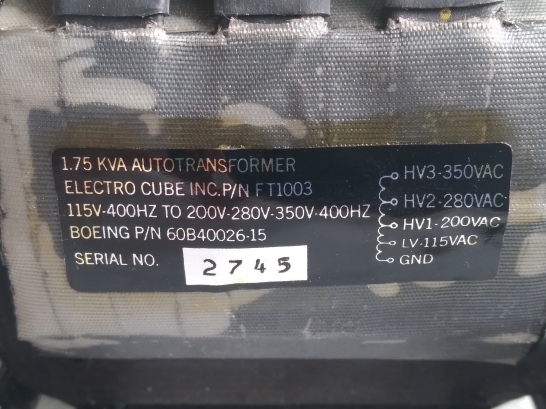 1.75 KVA AUTOTRANSFORMER
ELECTRO CUBE INC. P/N FT1003
115V-400HZ TO 200V-280V-350V-400HZ
BOEING P/N 60B40026-15
SERIAL NO. 2745
HV3-350VAC
HV2-280VAC
HV1-200VAC
LV-115VAC
GND